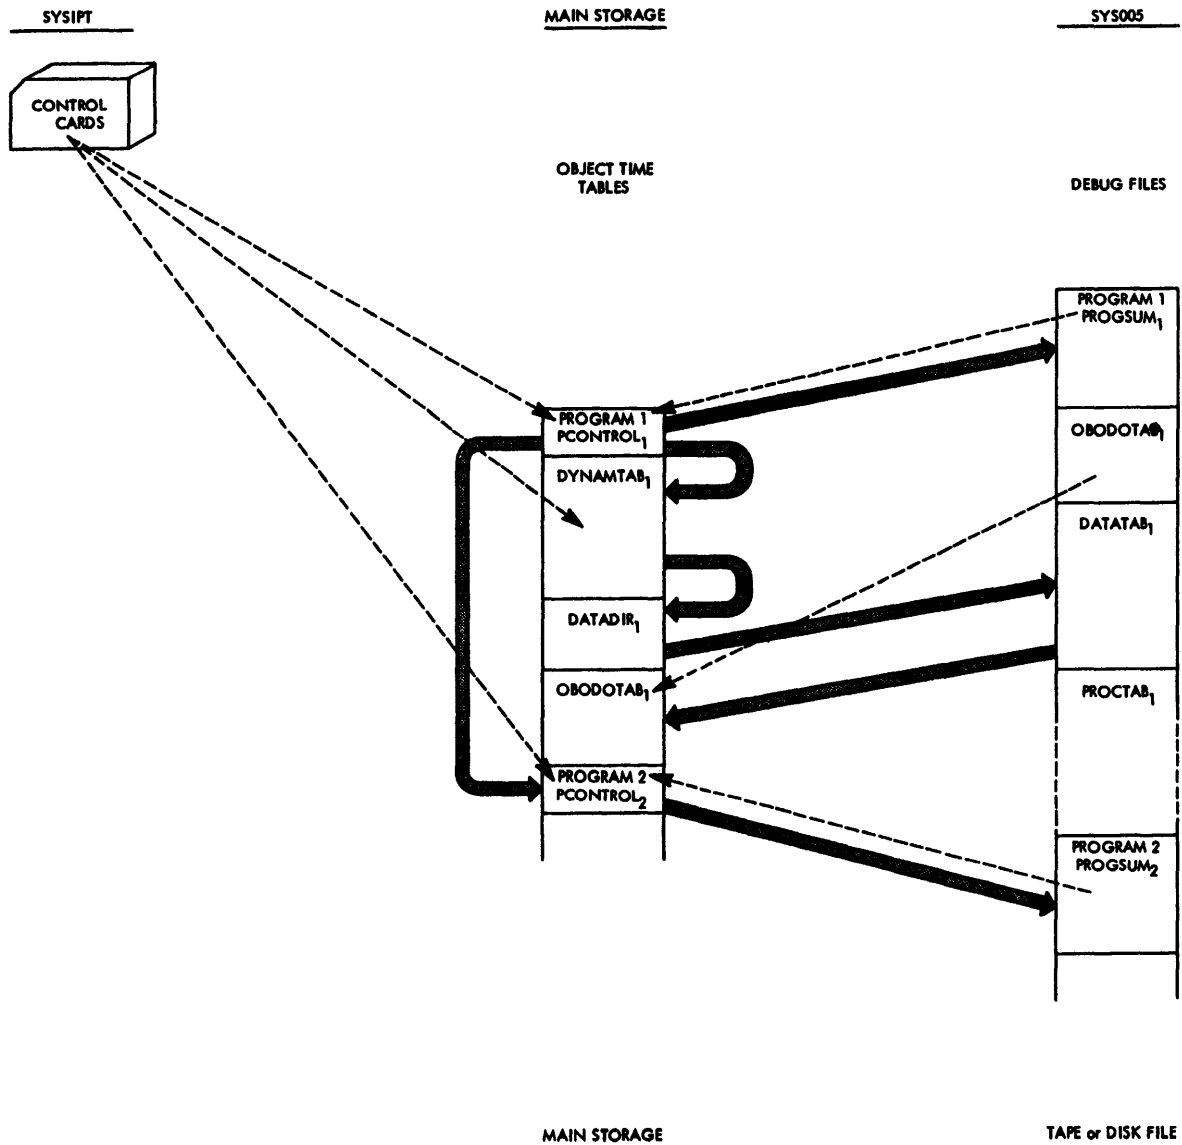 SYSIPT
MAIN STORAGE
SYS005
CONTROL
CARDS
OBJECT TIME
TABLES
DEBUG FILES
PROGRAM 1
PROGSUM1
PROGRAM 1
PCONTROL1
OBODOTAB1
DYNAMTAB1
DATATAB1
DATADIR1
OBODOTAB1
PROCTAB1
PROGRAM 2
PCONTROL2
PROGRAM 2
PROGSUM2
MAIN STORAGE
TAPE or DISK FILE